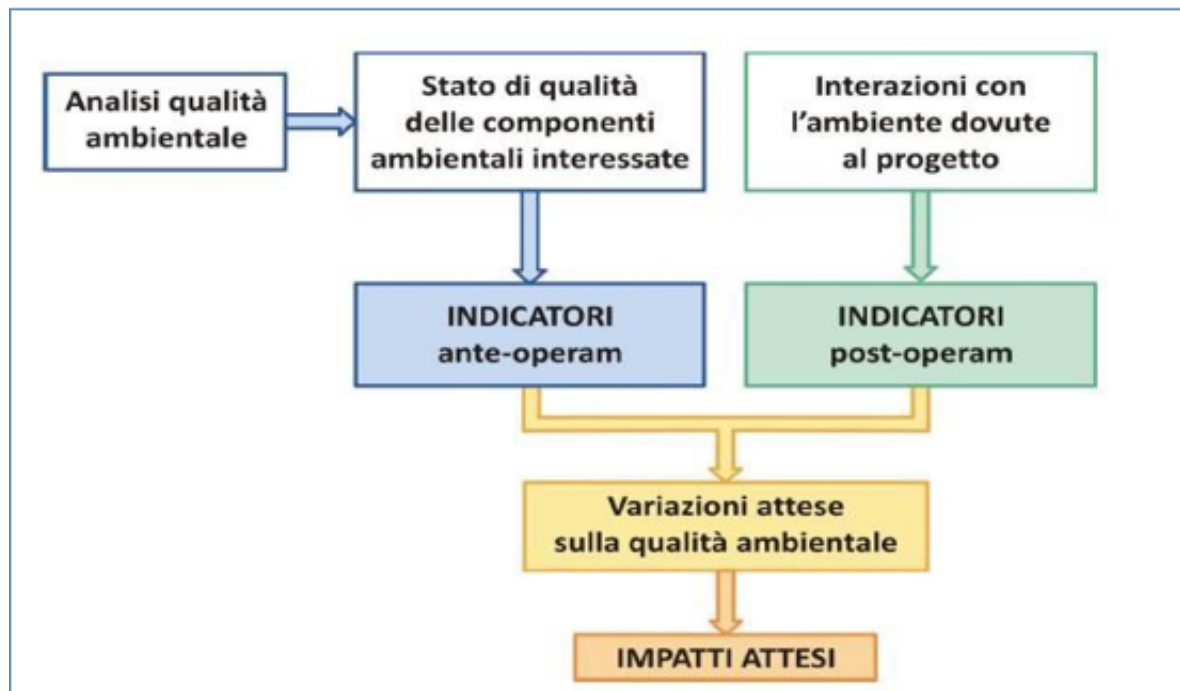 Analisi qualità
ambientale
Stato di qualità
delle componenti
ambientali interessate
Interazioni con
l’ambiente dovute
al progetto
INDICATORI
ante-operam
INDICATORI
post-operam
Variazioni attese
sulla qualità ambientale
IMPATTI ATTESI